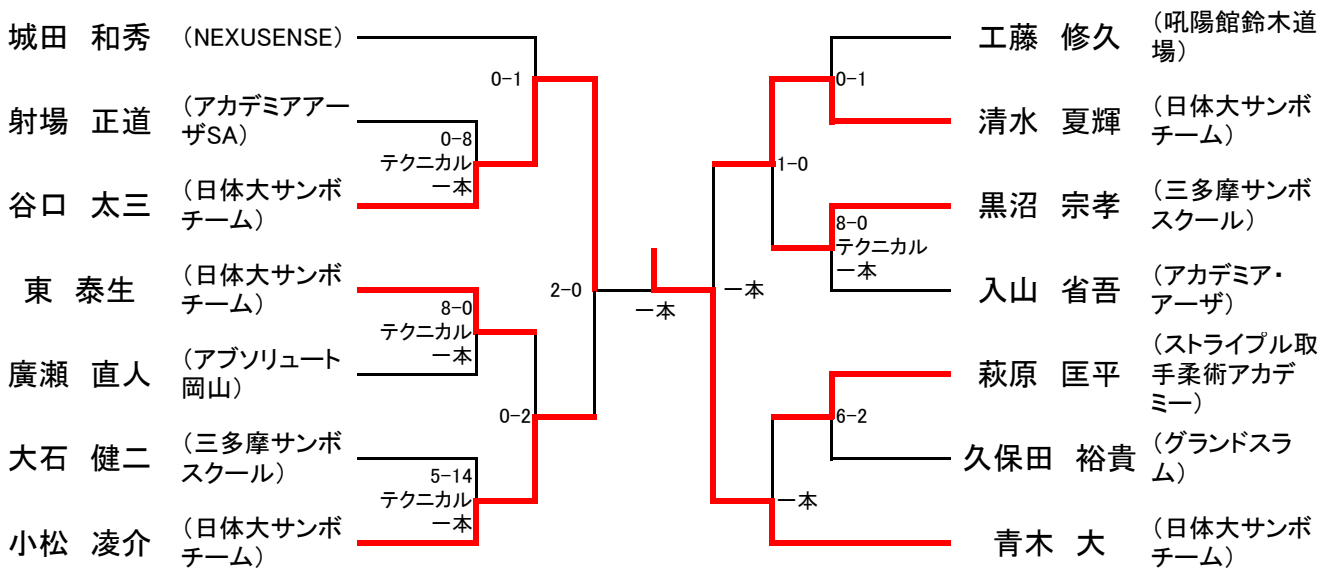 城田　和秀 （NEXUSENSE）
0-1
射場　正道 （アカデミアアー
ザSA）
0-8
テクニカル
一本
谷口　太三 （日体大サンボ
チーム）
東　泰生 （日体大サンボ
チーム）
2-0
8-0
テクニカル
一本
廣瀬　直人 （アブソリュート
岡山）
0-2
大石　健二 （三多摩サンボ
スクール）
5-14
テクニカル
一本
小松　凌介 （日体大サンボ
チーム）
一本
工藤　修久 （吼陽館鈴木道
場）
0-1
清水　夏輝 （日体大サンボ
チーム）
1-0
黒沼　宗孝 （三多摩サンボ
スクール）
8-0
テクニカル
一本
入山　省吾 （アカデミア・
アーザ）
一本
萩原　匡平 （ストライプル取
手柔術アカデ
ミー）
6-2
久保田　裕貴 （グランドスラ
ム）
一本
青木　大 （日体大サンボ
チーム）